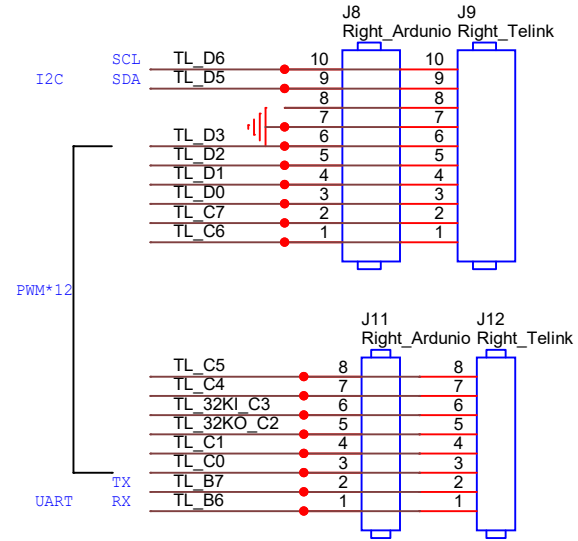 J8 J9
Right_Ardunio Right_Telink
SCL TL_D6 10 10
I2C SDA TL_D5 9 9
8 8
7 7
TL_D3 6 6
TL_D2 5 5
TL_D1 4 4
TL_D0 3 3
TL_C7 2 2
TL_C6 1 1
PWM*12
J11 J12
Right_Ardunio Right_Telink
TL_C5 8 8
TL_C4 7 7
TL_32KI_C3 6 6
TL_32KO_C2 5 5
TL_C1 4 4
TL_C0 3 3
TX TL_B7 2 2
UART RX TL_B6 1 1